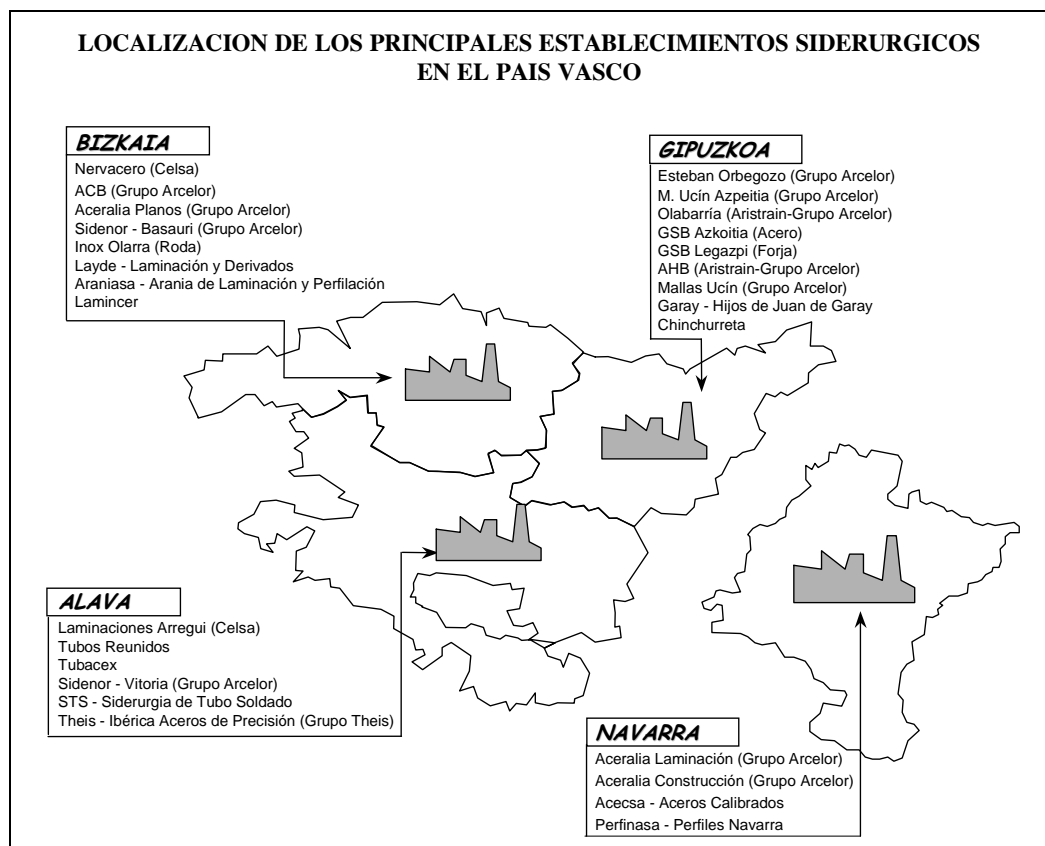 LOCALIZACION DE LOS PRINCIPALES ESTABLECIMIENTOS SIDERURGICOS
EN EL PAIS VASCO
BIZKAIA
Nervacero (Celsa)
ACB (Grupo Arcelor)
Aceralia Planos (Grupo Arcelor)
Sidenor - Basauri (Grupo Arcelor)
Inox Olarra (Roda)
Layde - Laminación y Derivados
Araniasa - Arania de Laminación y Perfilación
Lamincer
GIPUZKOA
Esteban Orbegozo (Grupo Arcelor)
M. Ucín Azpeitia (Grupo Arcelor)
Olabarría (Aristrain-Grupo Arcelor)
GSB Azkoitia (Acero)
GSB Legazpi (Forja)
AHB (Aristrain-Grupo Arcelor)
Mallas Ucín (Grupo Arcelor)
Garay - Hijos de Juan de Garay
Chinchurreta
ALAVA
Laminaciones Arregui (Celsa)
Tubos Reunidos
Tubacex
Sidenor - Vitoria (Grupo Arcelor)
STS - Siderurgia de Tubo Soldado
Theis - Ibérica Aceros de Precisión (Grupo Theis)
NAVARRA
Aceralia Laminación (Grupo Arcelor)
Aceralia Construcción (Grupo Arcelor)
Acecsa - Aceros Calibrados
Perfinasa - Perfiles Navarra